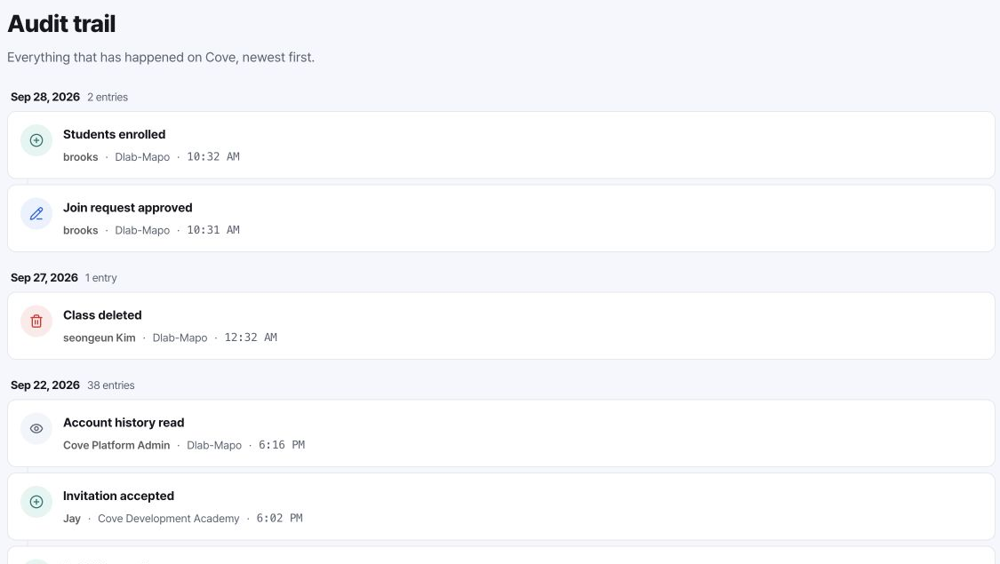 Audit trail
Everything that has happened on Cove, newest first.
Sep 28, 2026 2 entries
Students enrolled
brooks · Dlab-Mapo · 10:32 AM
Join request approved
brooks · Dlab-Mapo · 10:31 AM
Sep 27, 2026 1 entry
Class deleted
seongeun Kim · Dlab-Mapo · 12:32 AM
Sep 22, 2026 38 entries
Account history read
Cove Platform Admin · Dlab-Mapo · 6:16 PM
Invitation accepted
Jay · Cove Development Academy · 6:02 PM